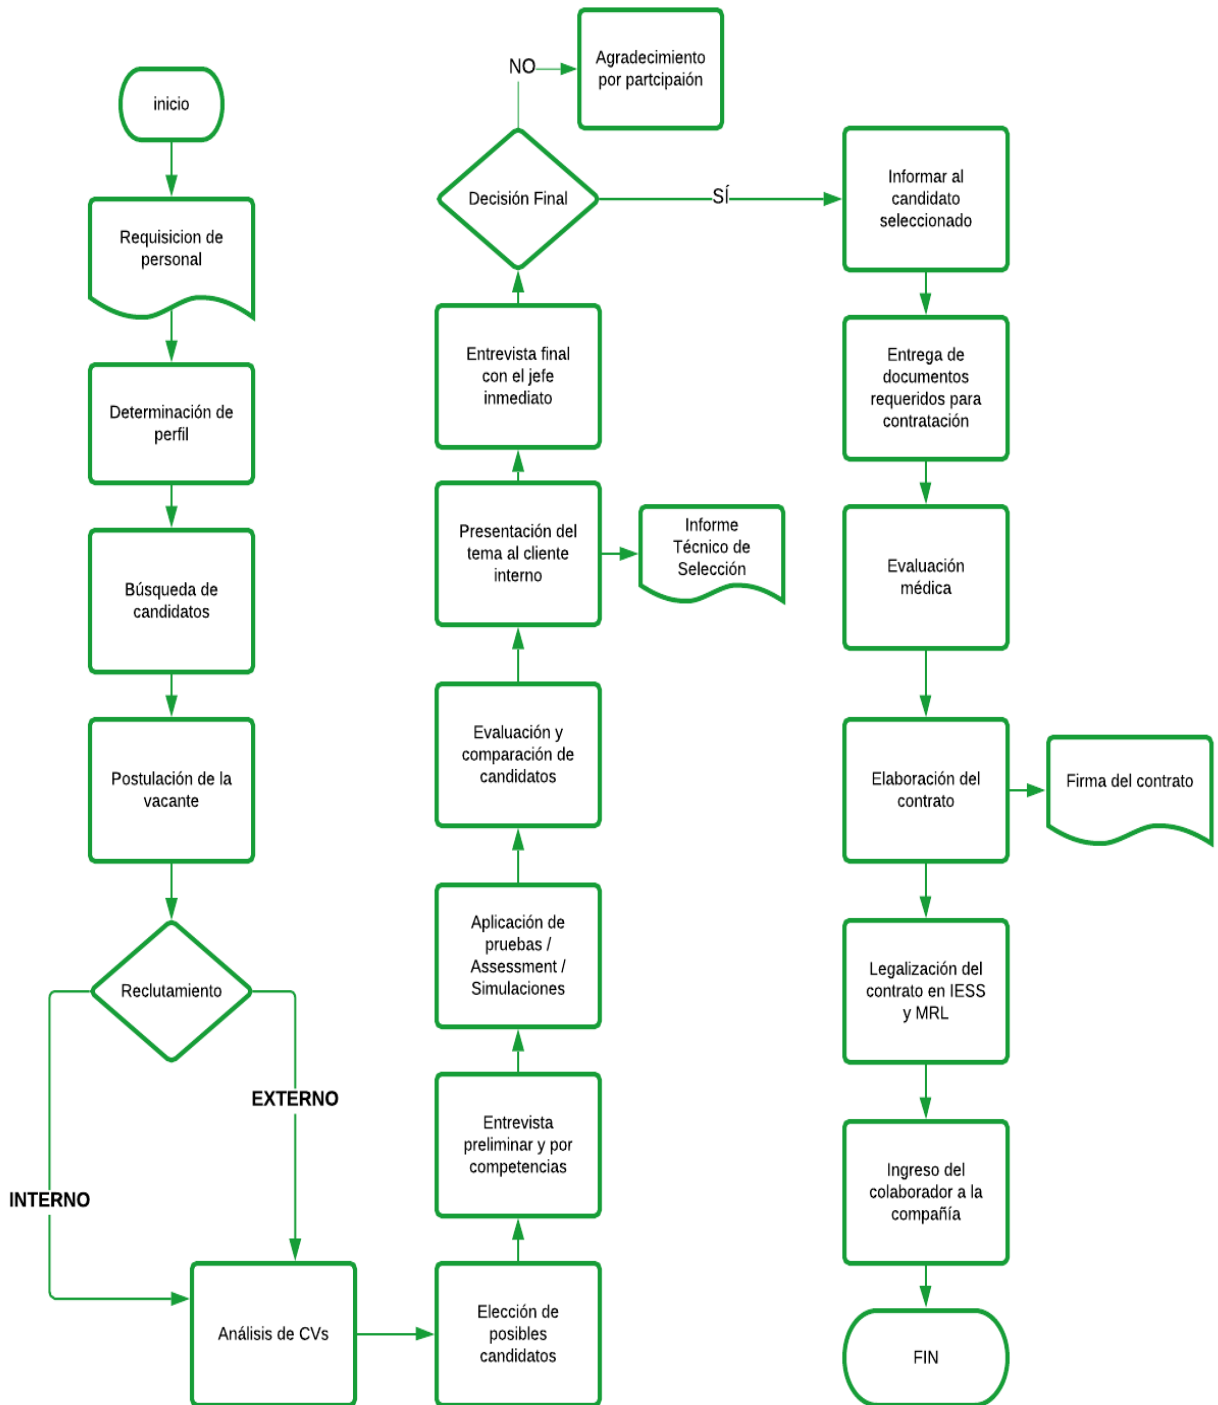 inicio
Requisicion de
personal
Determinación de
perfil
Búsqueda de
candidatos
Postulación de la
vacante
Reclutamiento
EXTERNO
INTERNO
Análisis de CVs
Elección de
posibles
candidatos
Entrevista
preliminar y por
competencias
Aplicación de
pruebas /
Assessment /
Simulaciones
Evaluación y
comparación de
candidatos
Presentación del
tema al cliente
interno
Informe
Técnico de
Selección
Entrevista final
con el jefe
inmediato
Decisión Final
NO
Agradecimiento
por partcipaión
SÍ
Informar al
candidato
seleccionado
Entrega de
documentos
requeridos para
contratación
Evaluación
médica
Elaboración del
contrato
Firma del contrato
Legalización del
contrato en IESS
y MRL
Ingreso del
colaborador a la
compañía
FIN